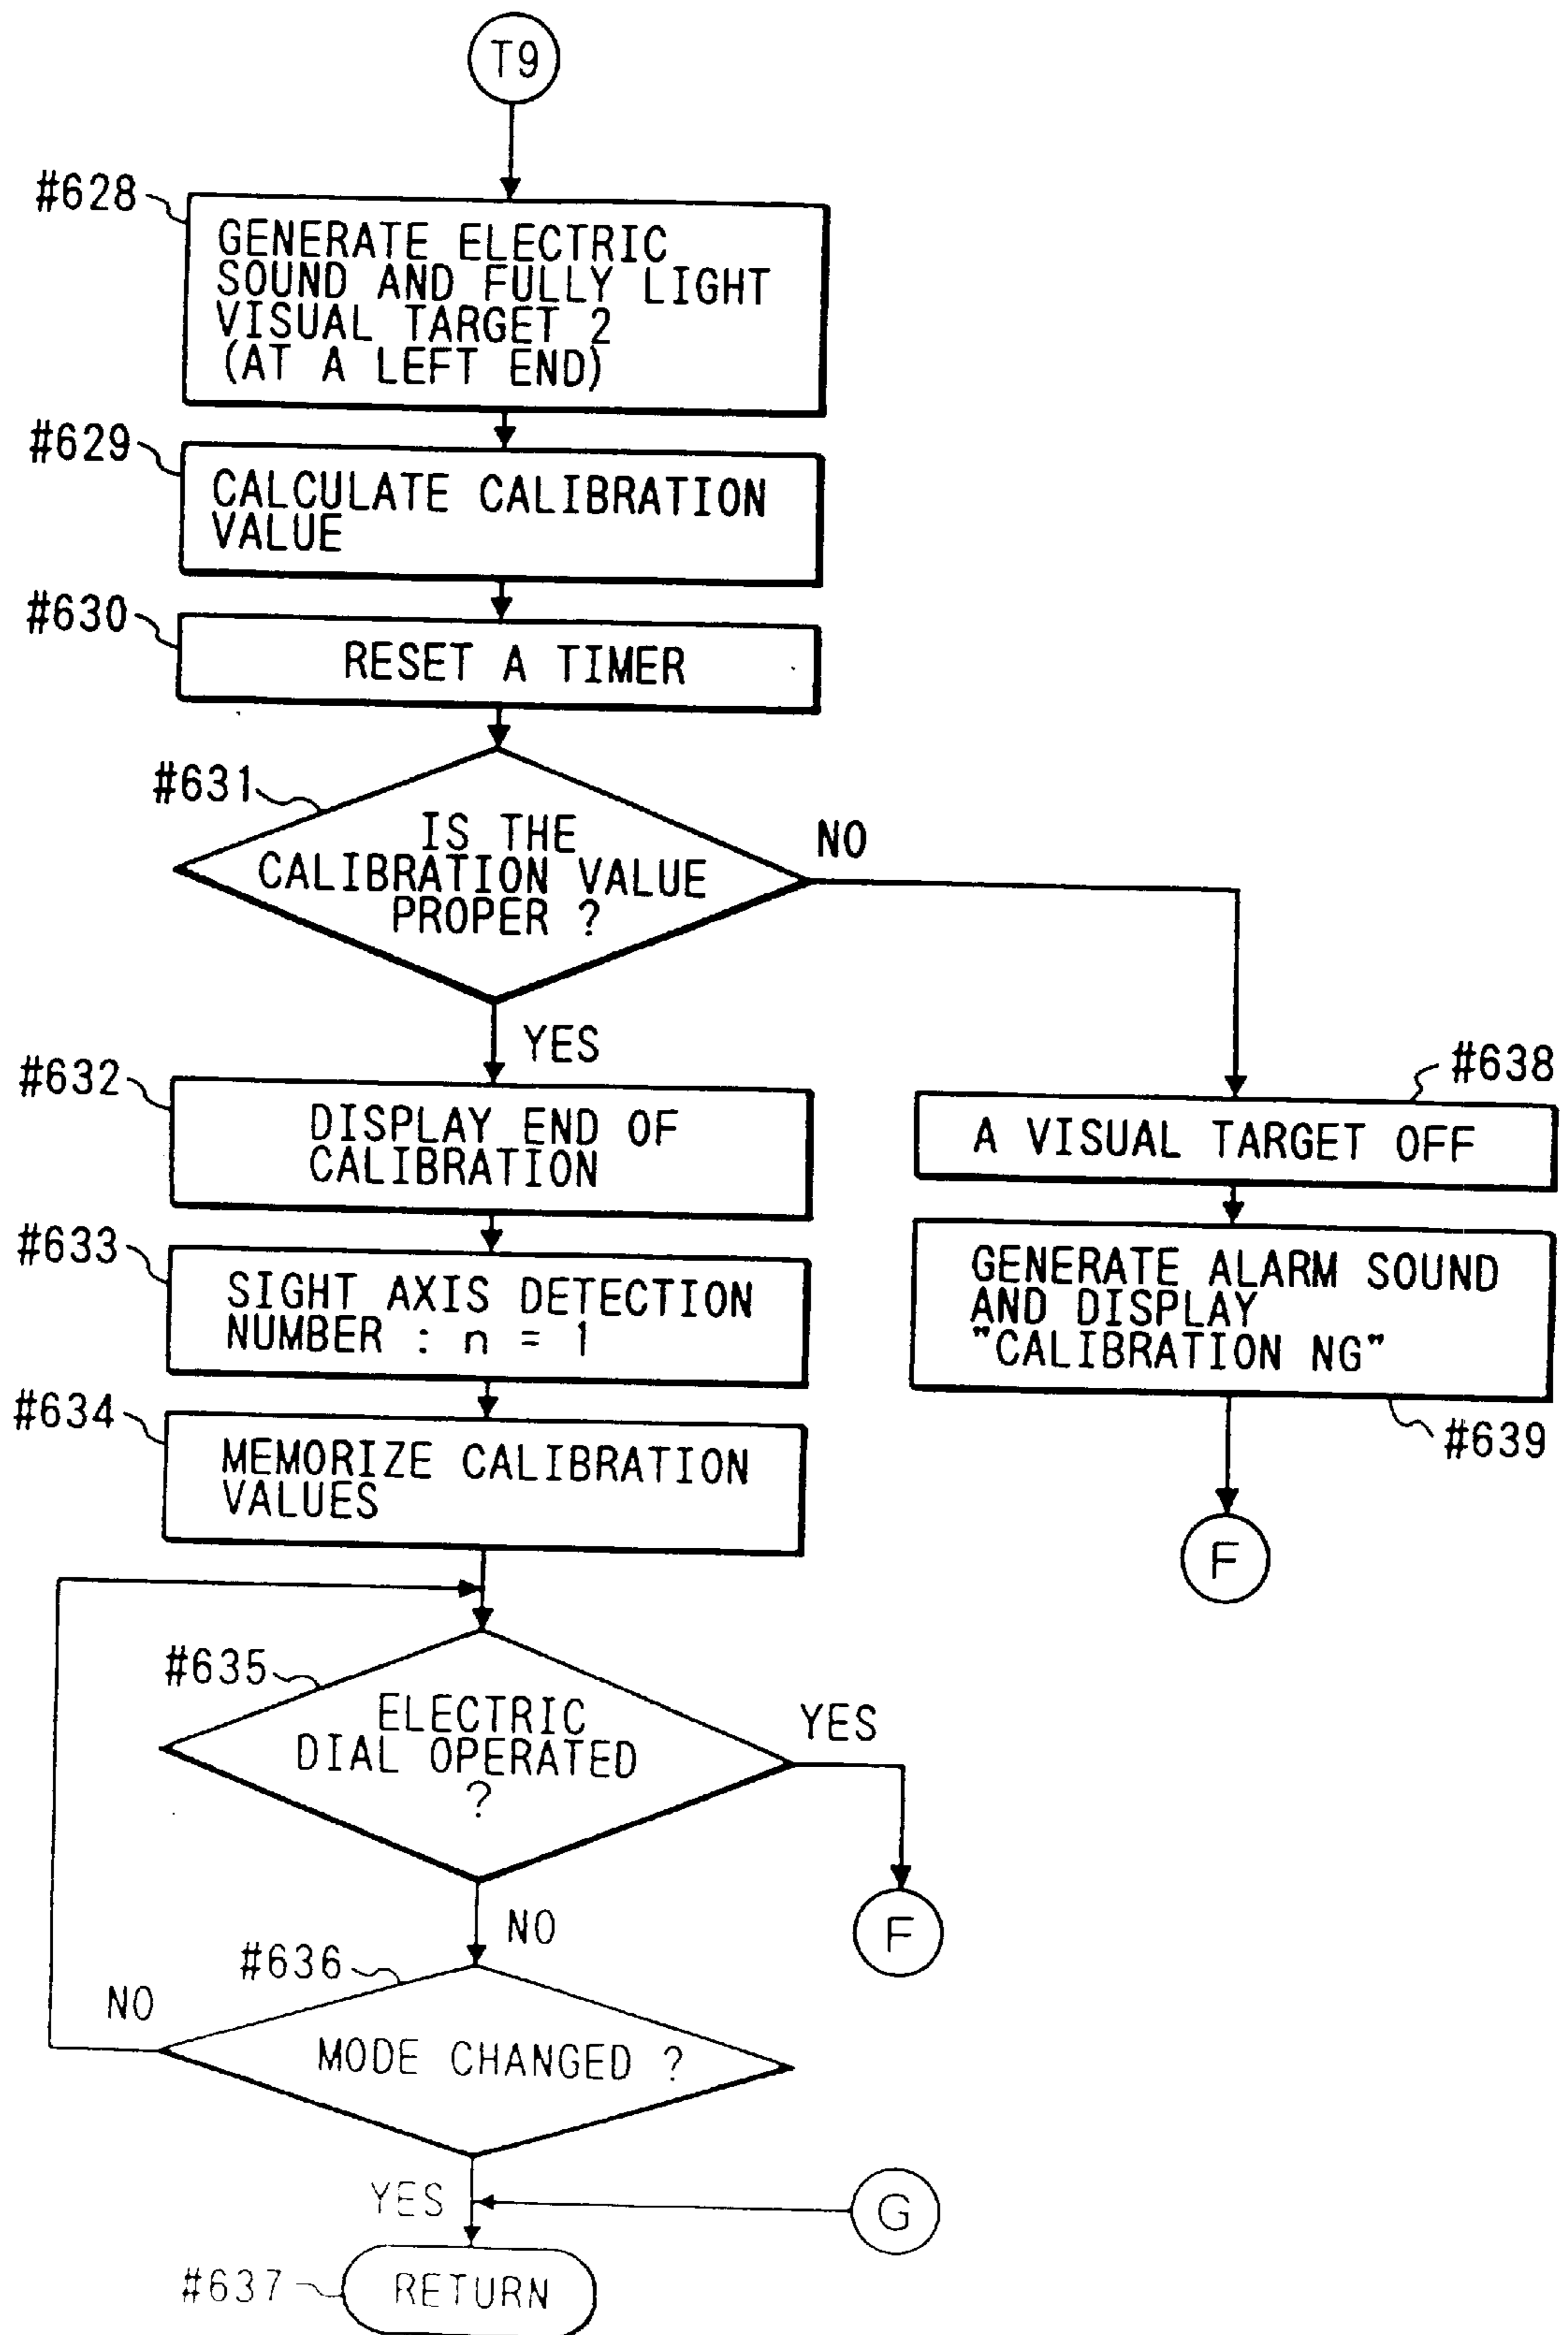 T9
#628
GENERATE ELECTRIC
SOUND AND FULLY LIGHT
VISUAL TARGET 2
(AT A LEFT END)
#629
CALCULATE CALIBRATION
VALUE
#630
RESET A TIMER
#631
IS THE
CALIBRATION VALUE
PROPER ?
NO
YES
#632
DISPLAY END OF
CALIBRATION
#638
A VISUAL TARGET OFF
#633
SIGHT AXIS DETECTION
NUMBER : n = 1
GENERATE ALARM SOUND
AND DISPLAY
"CALIBRATION NG"
#639
#634
MEMORIZE CALIBRATION
VALUES
F
#635
ELECTRIC
DIAL OPERATED
?
YES
F
NO
#636
NO
MODE CHANGED ?
YES
G
#637
RETURN